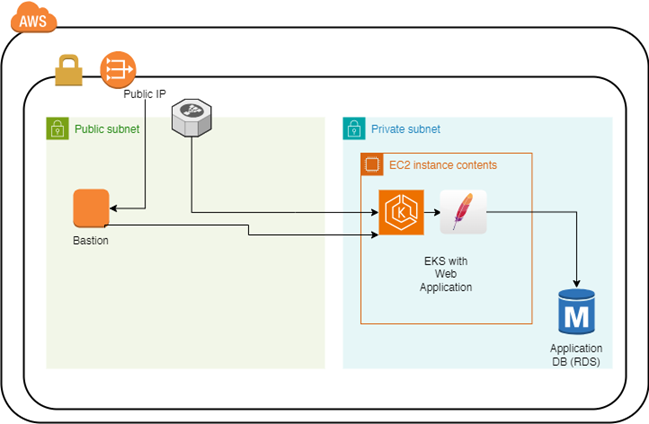 AWS
Public IP
Public subnet
Private subnet
EC2 instance contents
K
Bastion
EKS with
Web
Application
M
Application
DB (RDS)